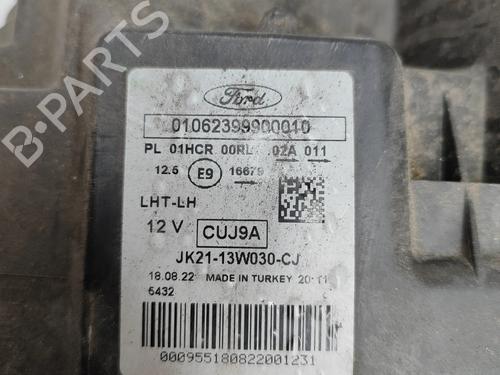 Ford
01062399900010
PL 01HCR 00RL 02A 011
12.5 E9 16679
LHT-LH
12 V CUJ9A
JK21-13W030-CJ
18.08.22 MADE IN TURKEY 20:11
5432
000955180822001231
B-PARTS